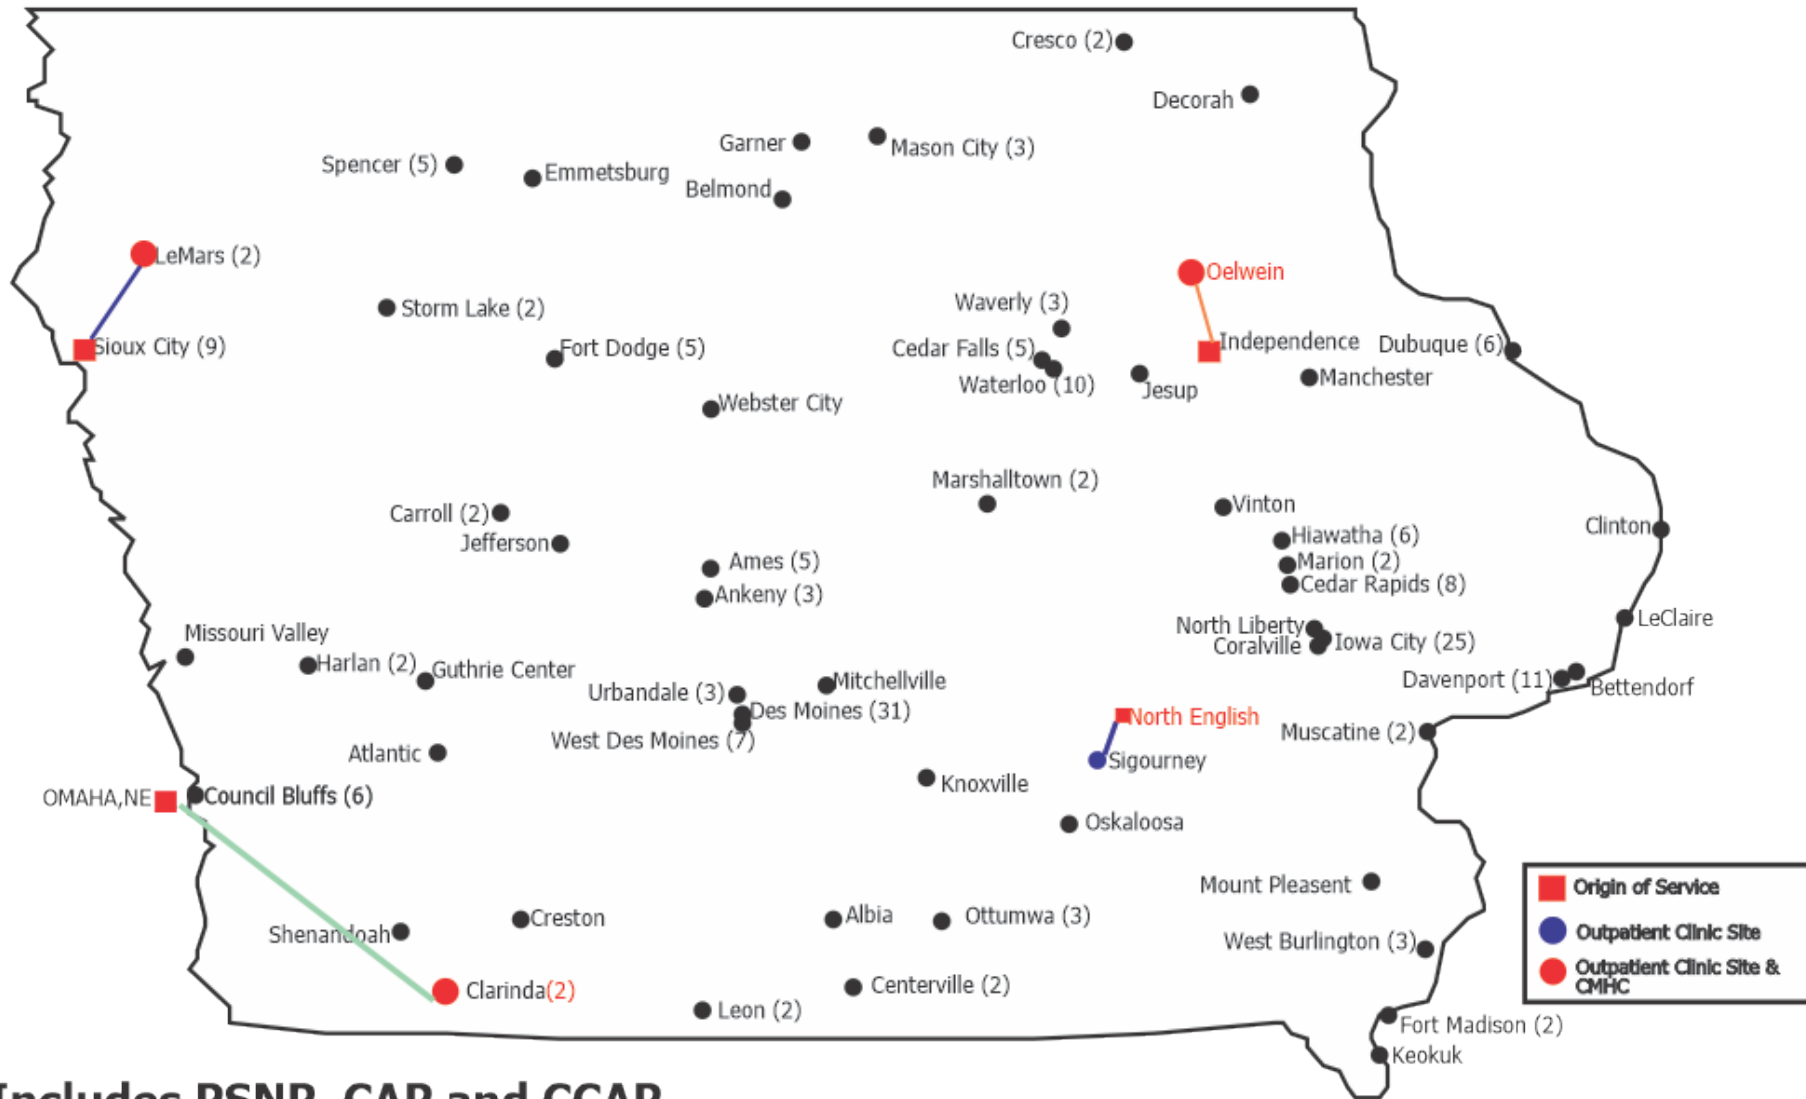 Cresco (2)
Decorah
Garner
Mason City (3)
Spencer (5)
Emmetsburg
Belmond
LeMars (2)
Oelwein
Waverly (3)
Storm Lake (2)
Sioux City (9)
Fort Dodge (5)
Cedar Falls (5)
Independence
Dubuque (6)
Waterloo (10)
Jesup
Manchester
Webster City
Marshalltown (2)
Vinton
Carroll (2)
Jefferson
Hiawatha (6)
Clinton
Ames (5)
Marion (2)
Ankeny (3)
Cedar Rapids (8)
LeClaire
Missouri Valley
North Liberty
Coralville
Iowa City (25)
Harlan (2)
Guthrie Center
Urbandale (3)
Mitchellville
Davenport (11)
Bettendorf
Des Moines (31)
North English
West Des Moines (7)
Muscatine (2)
Atlantic
Sigourney
Knoxville
OMAHA,NE
Council Bluffs (6)
Oskaloosa
Mount Pleasant
Origin of Service
Shenandoah
Creston
Albia
Ottumwa (3)
West Burlington (3)
Outpatient Clinic Site
Outpatient Clinic Site &
CMHC
Clarinda(2)
Centerville (2)
Leon (2)
Fort Madison (2)
Keokuk
Includes PSNP, CAP and CCAP